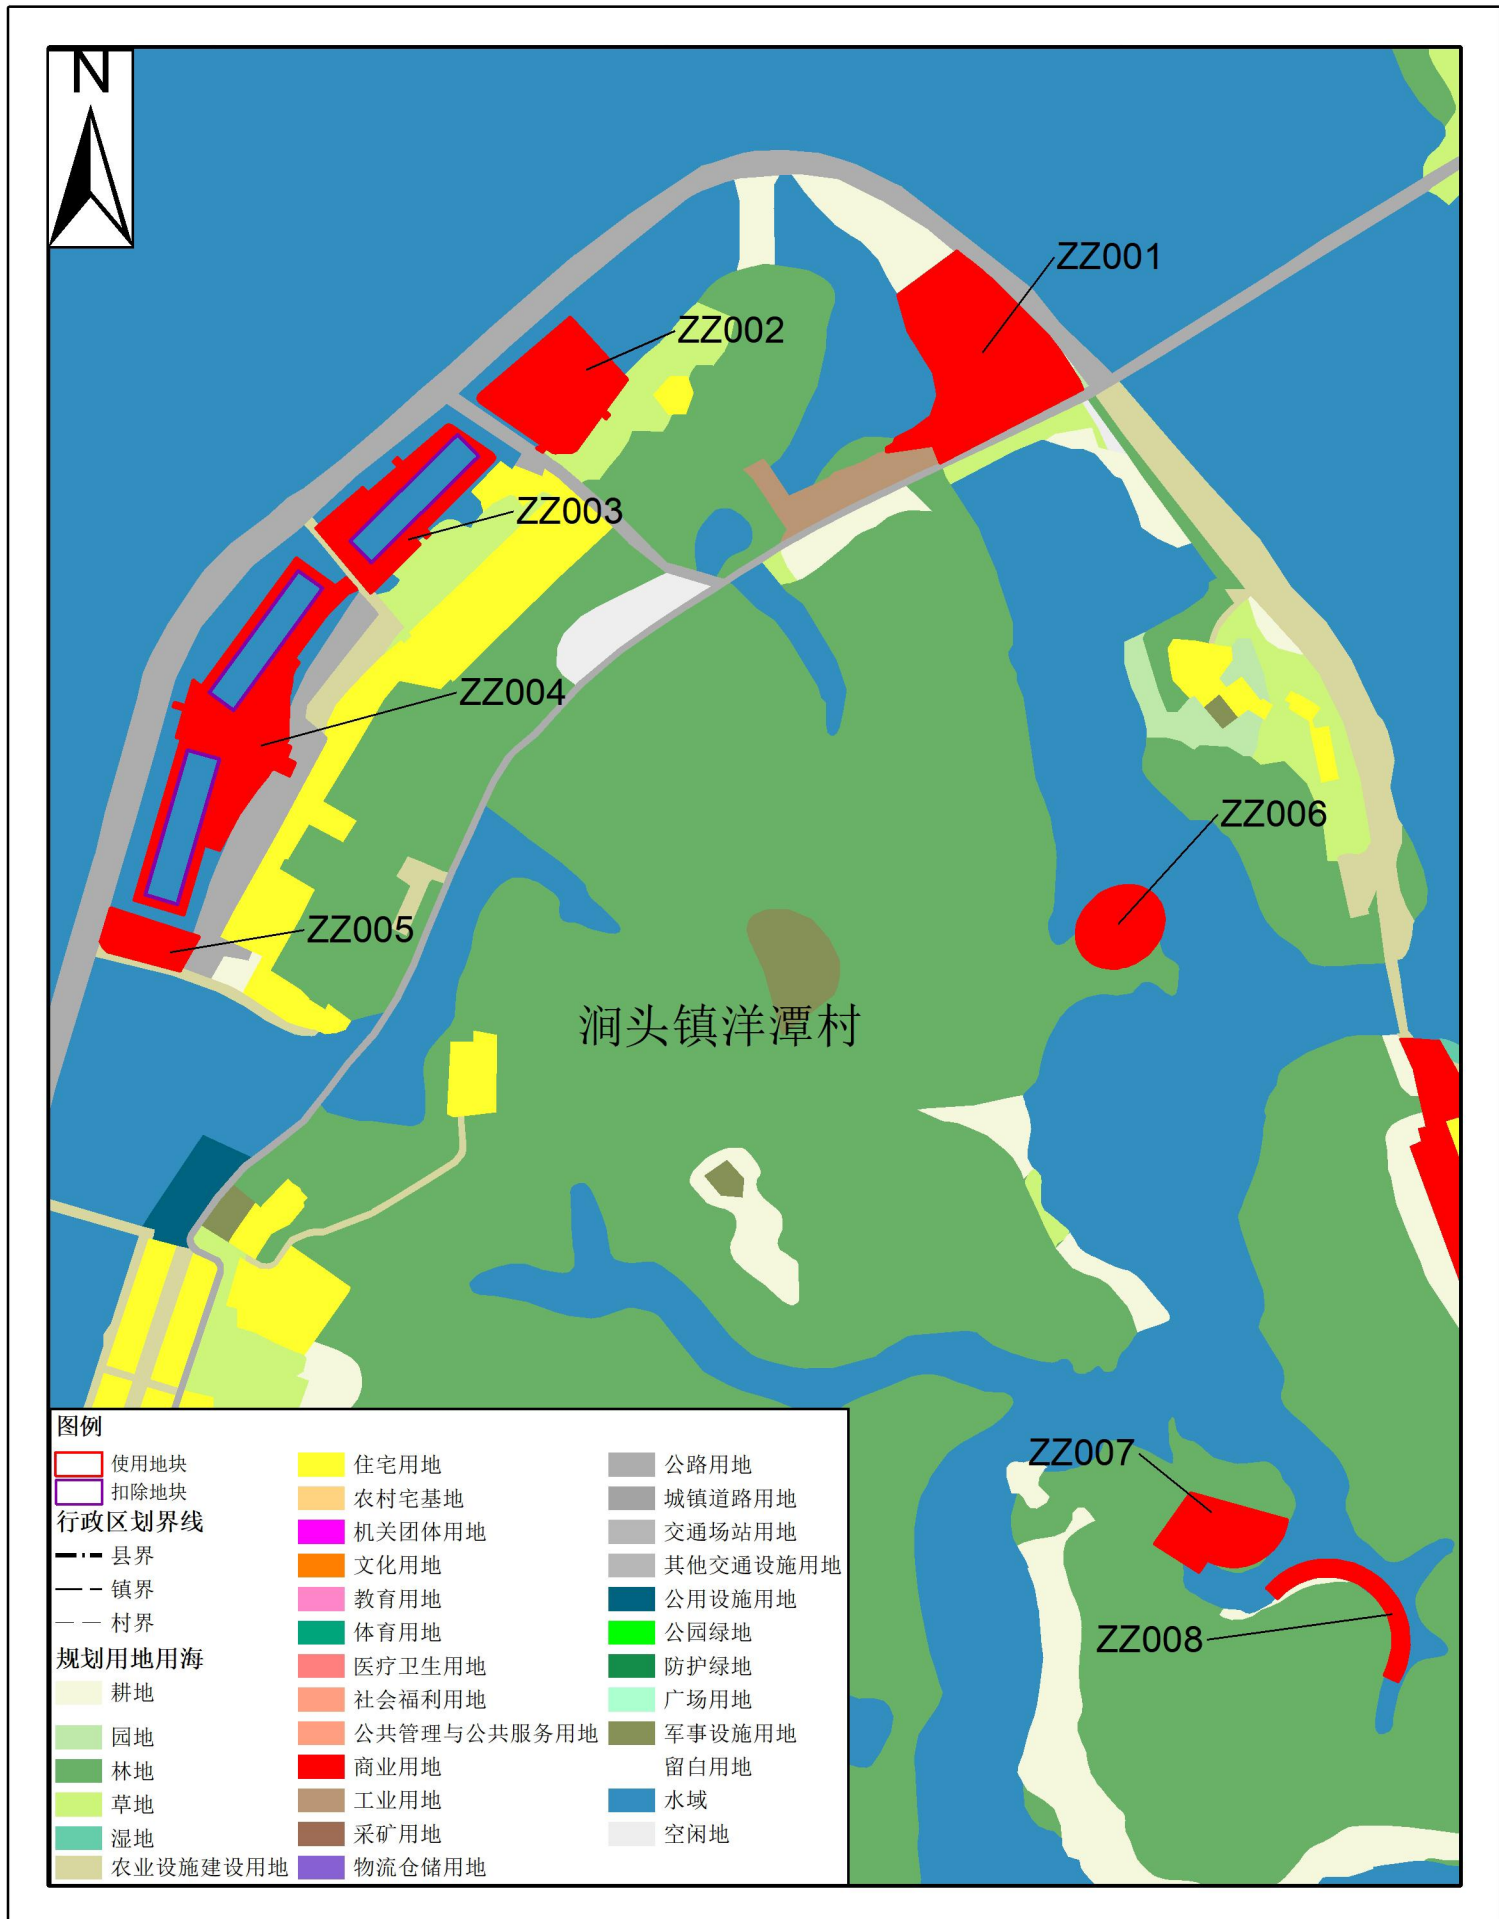 N
ZZ001
ZZ002
ZZ003
ZZ004
ZZ006
ZZ005
涧头镇洋潭村
ZZ007
ZZ008
图例
使用地块
扣除地块
行政区划界线
县界
镇界
村界
规划用地用海
耕地
园地
林地
草地
湿地
农业设施建设用地
住宅用地
农村宅基地
机关团体用地
文化用地
教育用地
体育用地
医疗卫生用地
社会福利用地
公共管理与公共服务用地
商业用地
工业用地
采矿用地
物流仓储用地
公路用地
城镇道路用地
交通场站用地
其他交通设施用地
公用设施用地
公园绿地
防护绿地
广场用地
军事设施用地
留白用地
水域
空闲地